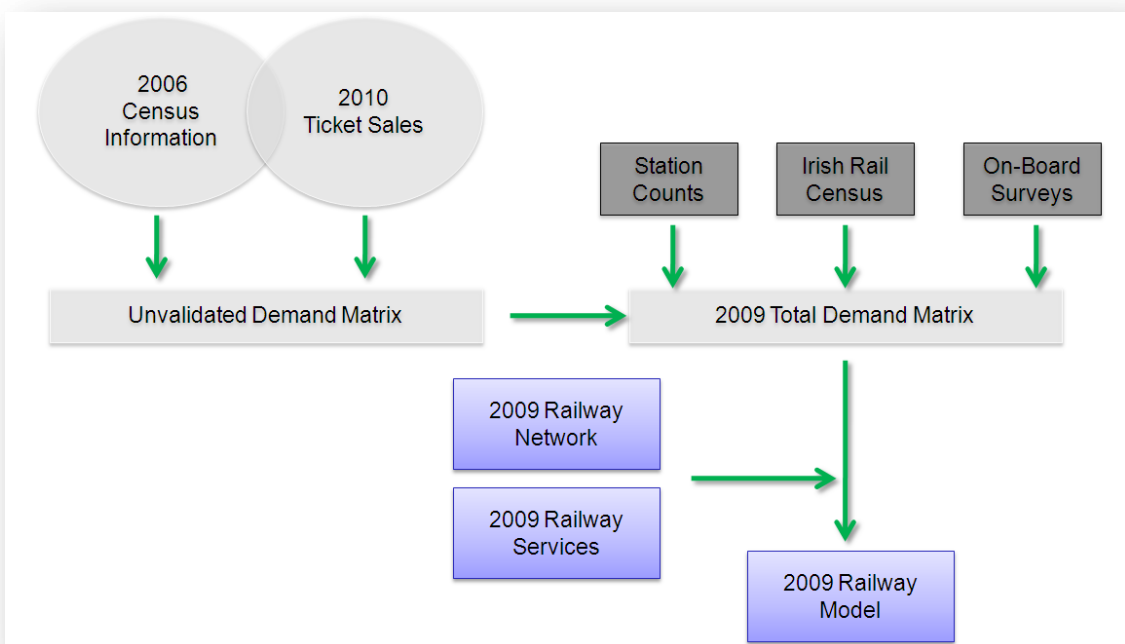 2006
Census
Information
2010
Ticket Sales
Station
Counts
Irish Rail
Census
On-Board
Surveys
Unvalidated Demand Matrix
2009 Total Demand Matrix
2009 Railway
Network
2009 Railway
Services
2009 Railway
Model